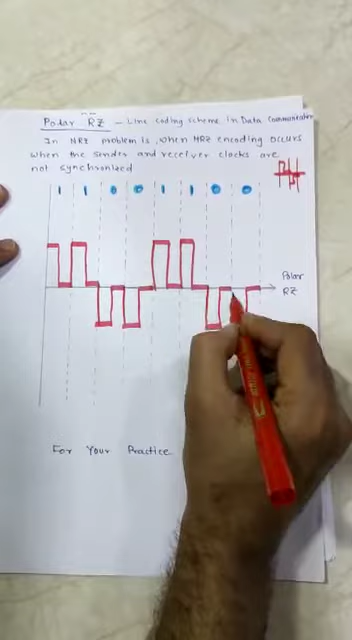 Polar RZ - Line coding scheme in Data Communication
In NRZ problem is, when NRZ encoding occurs
when the sender and receiver clocks are
not synchronized
1 1 0 0 1 1 0 0
Polar
RZ
For Your Practice